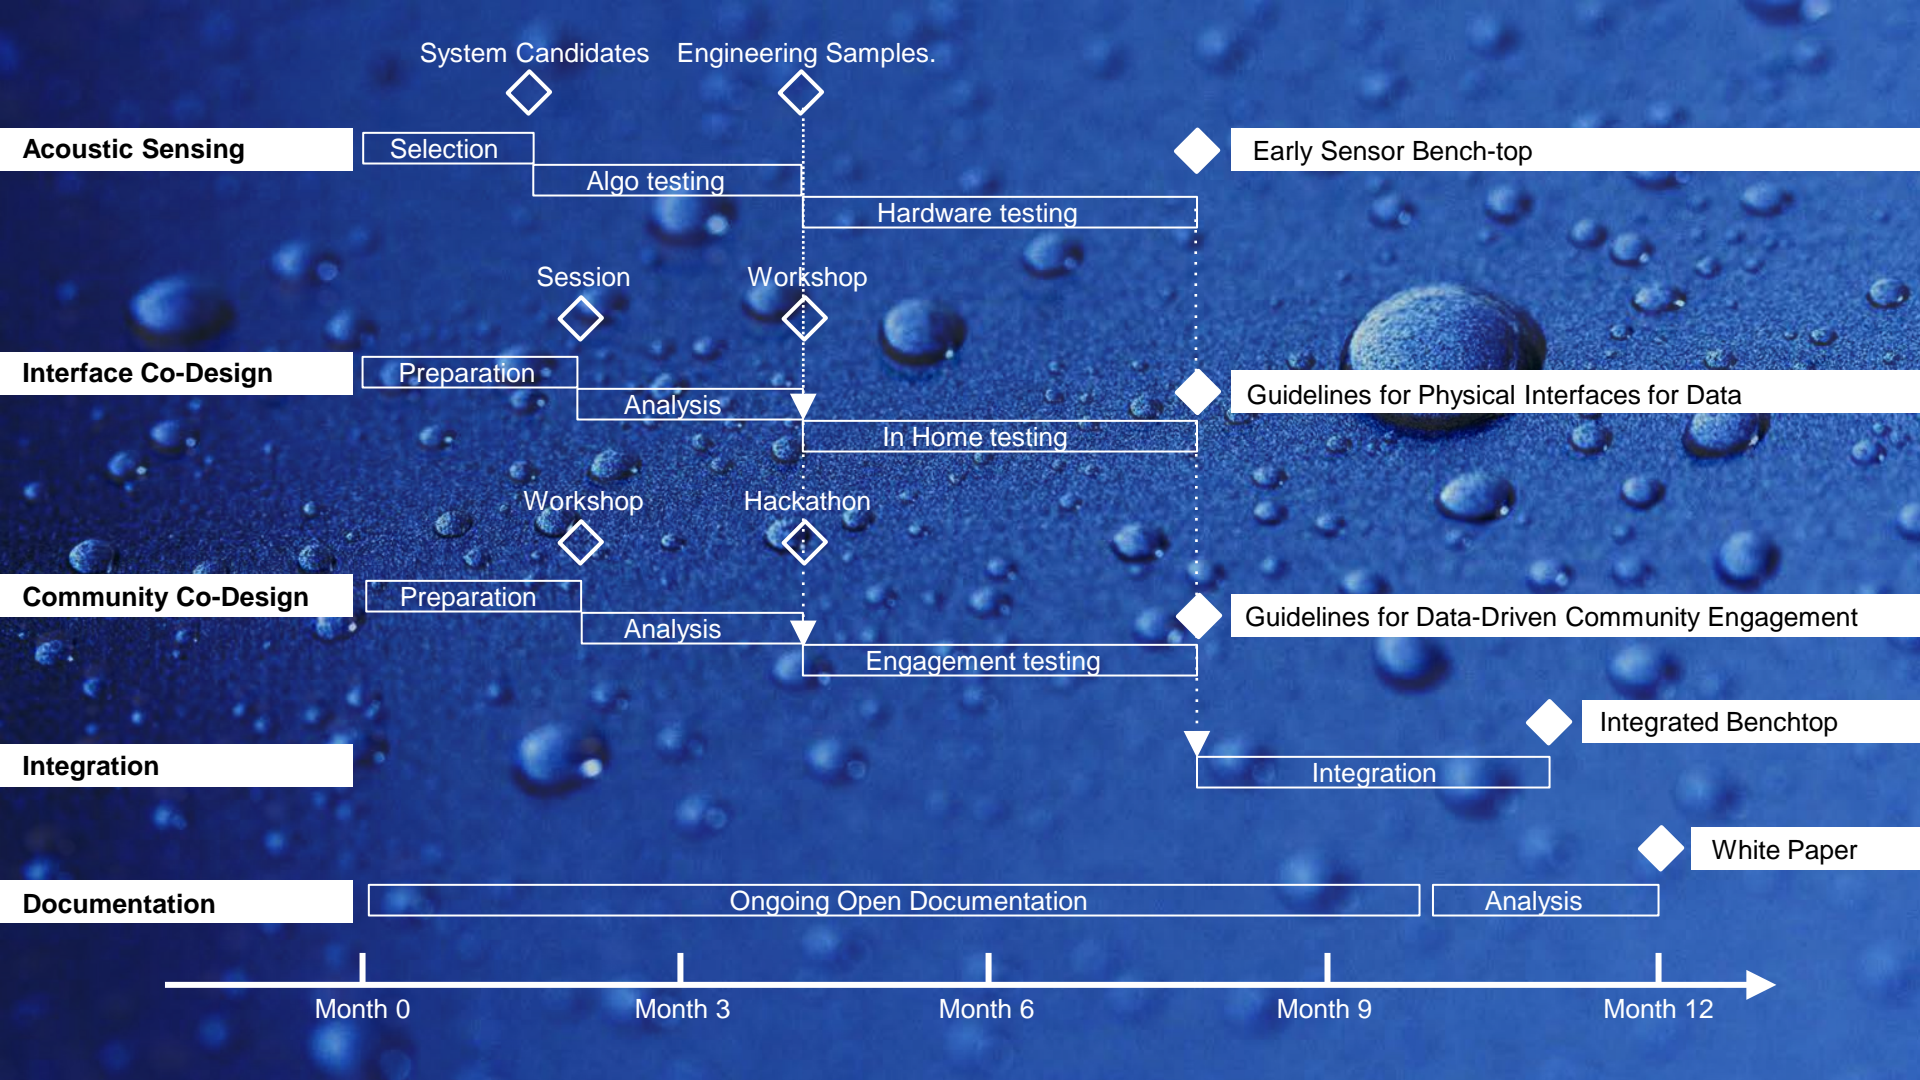 System Candidates
Engineering Samples.
Acoustic Sensing
Selection
Early Sensor Bench-top
Algo testing
Hardware testing
Session
Workshop
Interface Co-Design
Preparation
Guidelines for Physical Interfaces for Data
Analysis
In Home testing
Workshop
Hackathon
Community Co-Design
Preparation
Guidelines for Data-Driven Community Engagement
Analysis
Engagement testing
Integrated Benchtop
Integration
Integration
White Paper
Documentation
Ongoing Open Documentation
Analysis
Month 0
Month 3
Month 6
Month 9
Month 12